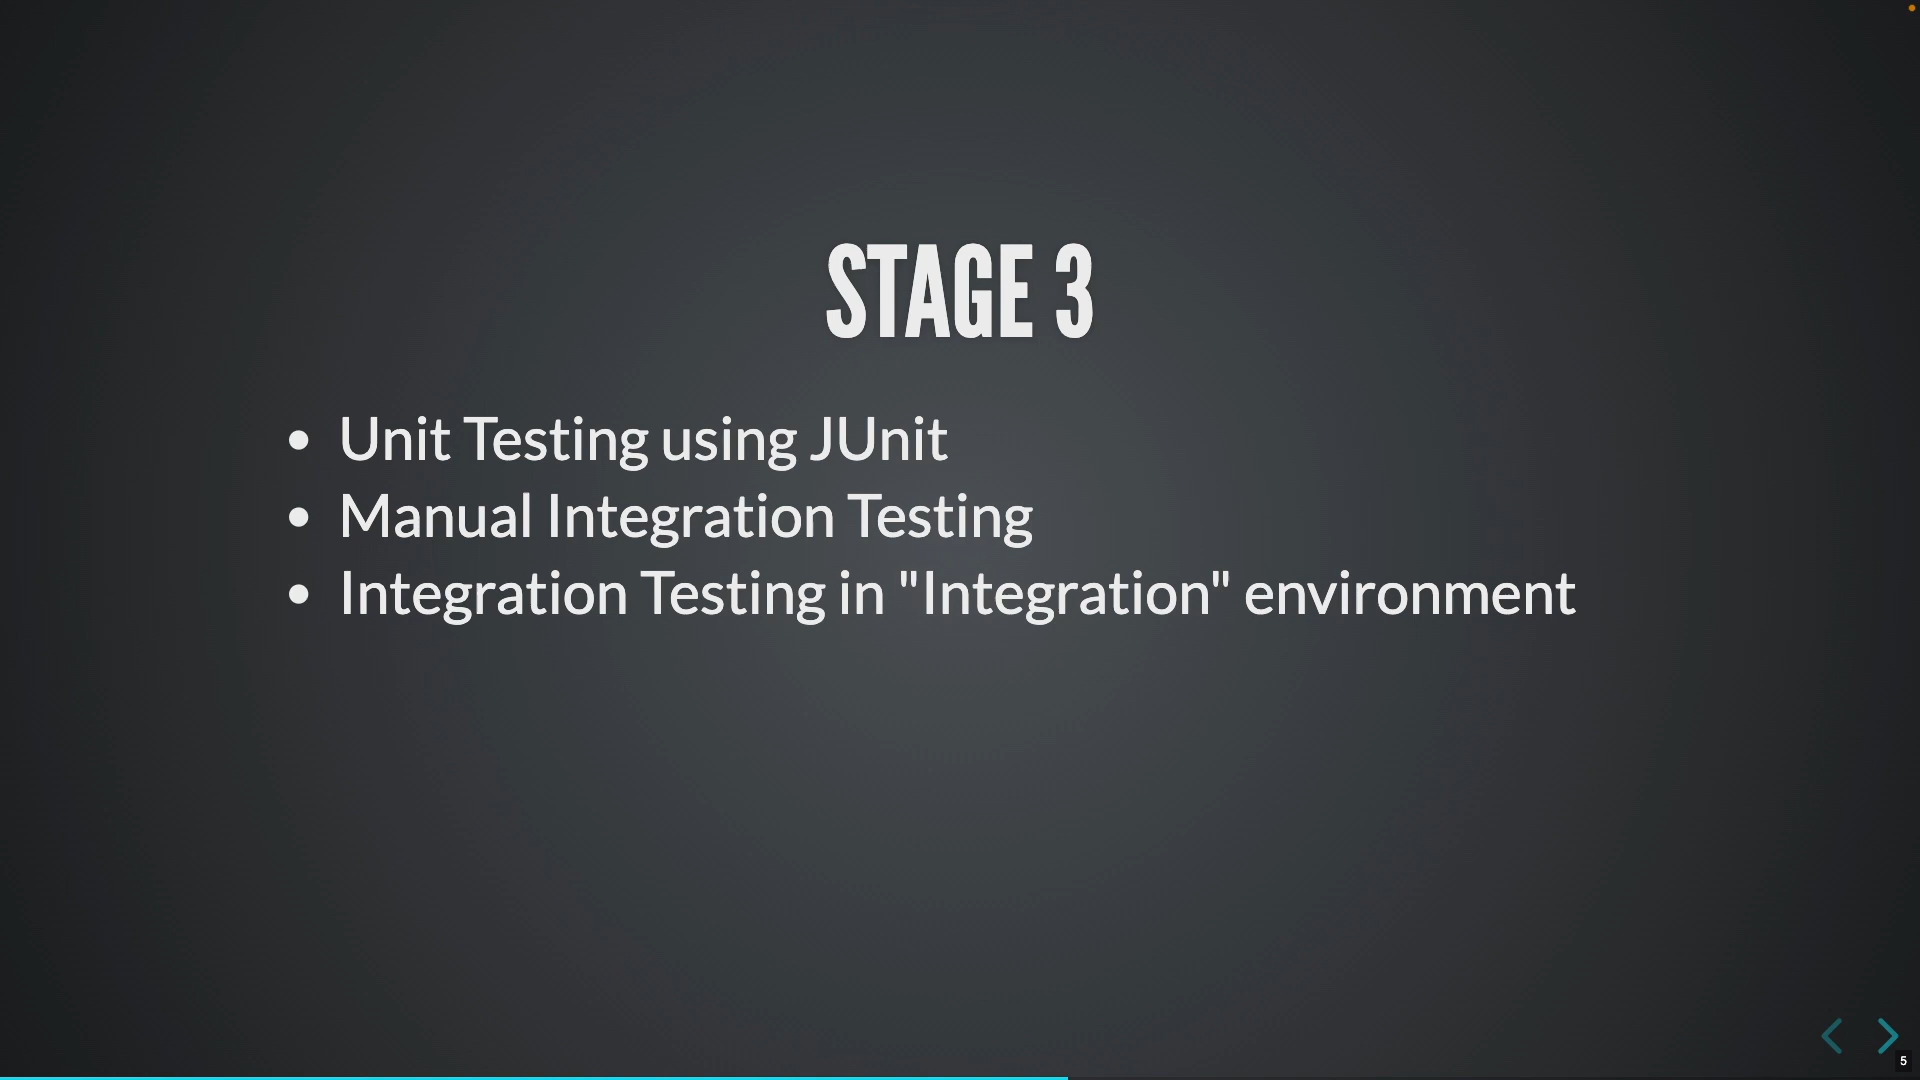 STAGE 3
• Unit Testing using JUnit
• Manual Integration Testing
• Integration Testing in "Integration" environment
5